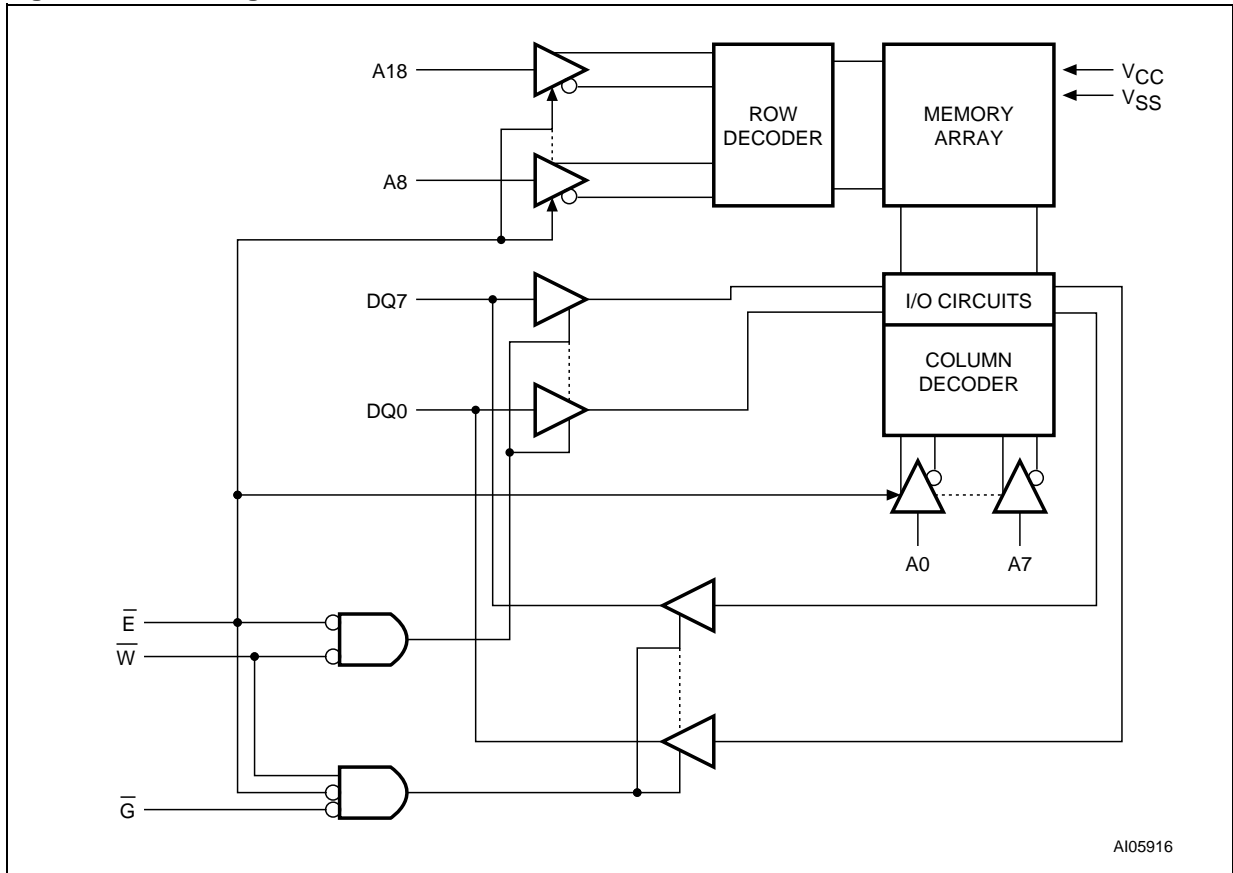 A18
ROW
DECODER
MEMORY
ARRAY
VCC
VSS
A8
DQ7
I/O CIRCUITS
COLUMN
DECODER
DQ0
A0
A7
E̅
W̅
G̅
AI05916